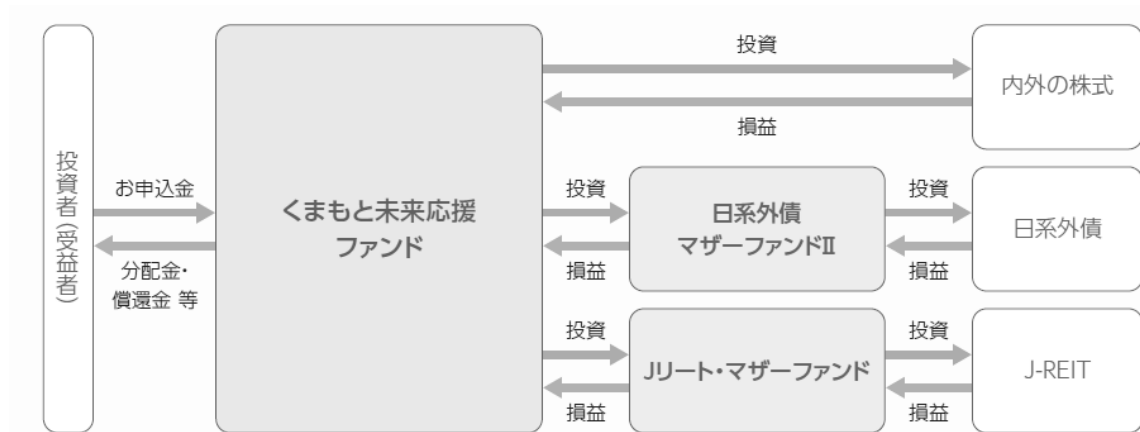 投資者(受益者)
お申込金
分配金・
償還金 等
くまもと未来応援
ファンド
投資
損益
内外の株式
投資
損益
日系外債
マザーファンドⅡ
投資
損益
日系外債
投資
損益
Jリート・マザーファンド
投資
損益
J-REIT